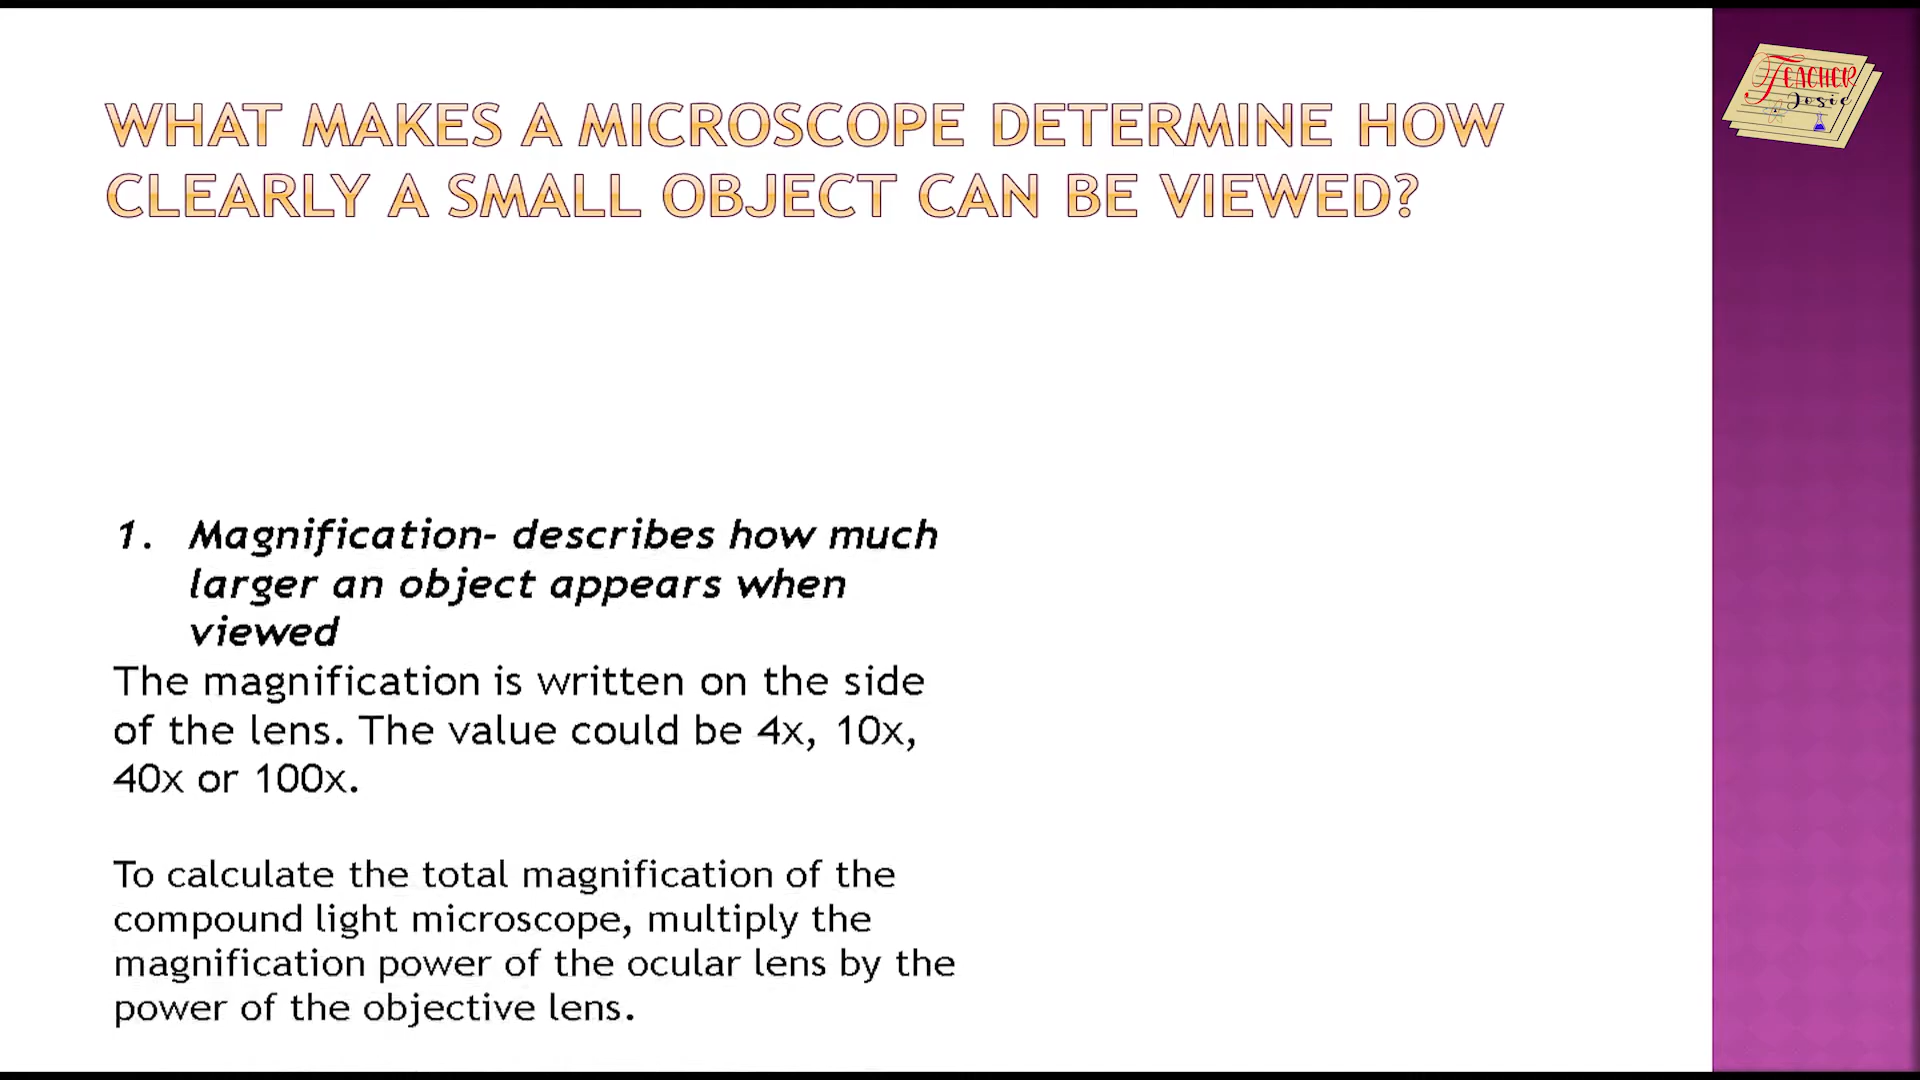 WHAT MAKES A MICROSCOPE DETERMINE HOW
CLEARLY A SMALL OBJECT CAN BE VIEWED?
TEACHER
Josie
1. Magnification- describes how much
larger an object appears when
viewed
The magnification is written on the side
of the lens. The value could be 4x, 10x,
40x or 100x.
To calculate the total magnification of the
compound light microscope, multiply the
magnification power of the ocular lens by the
power of the objective lens.